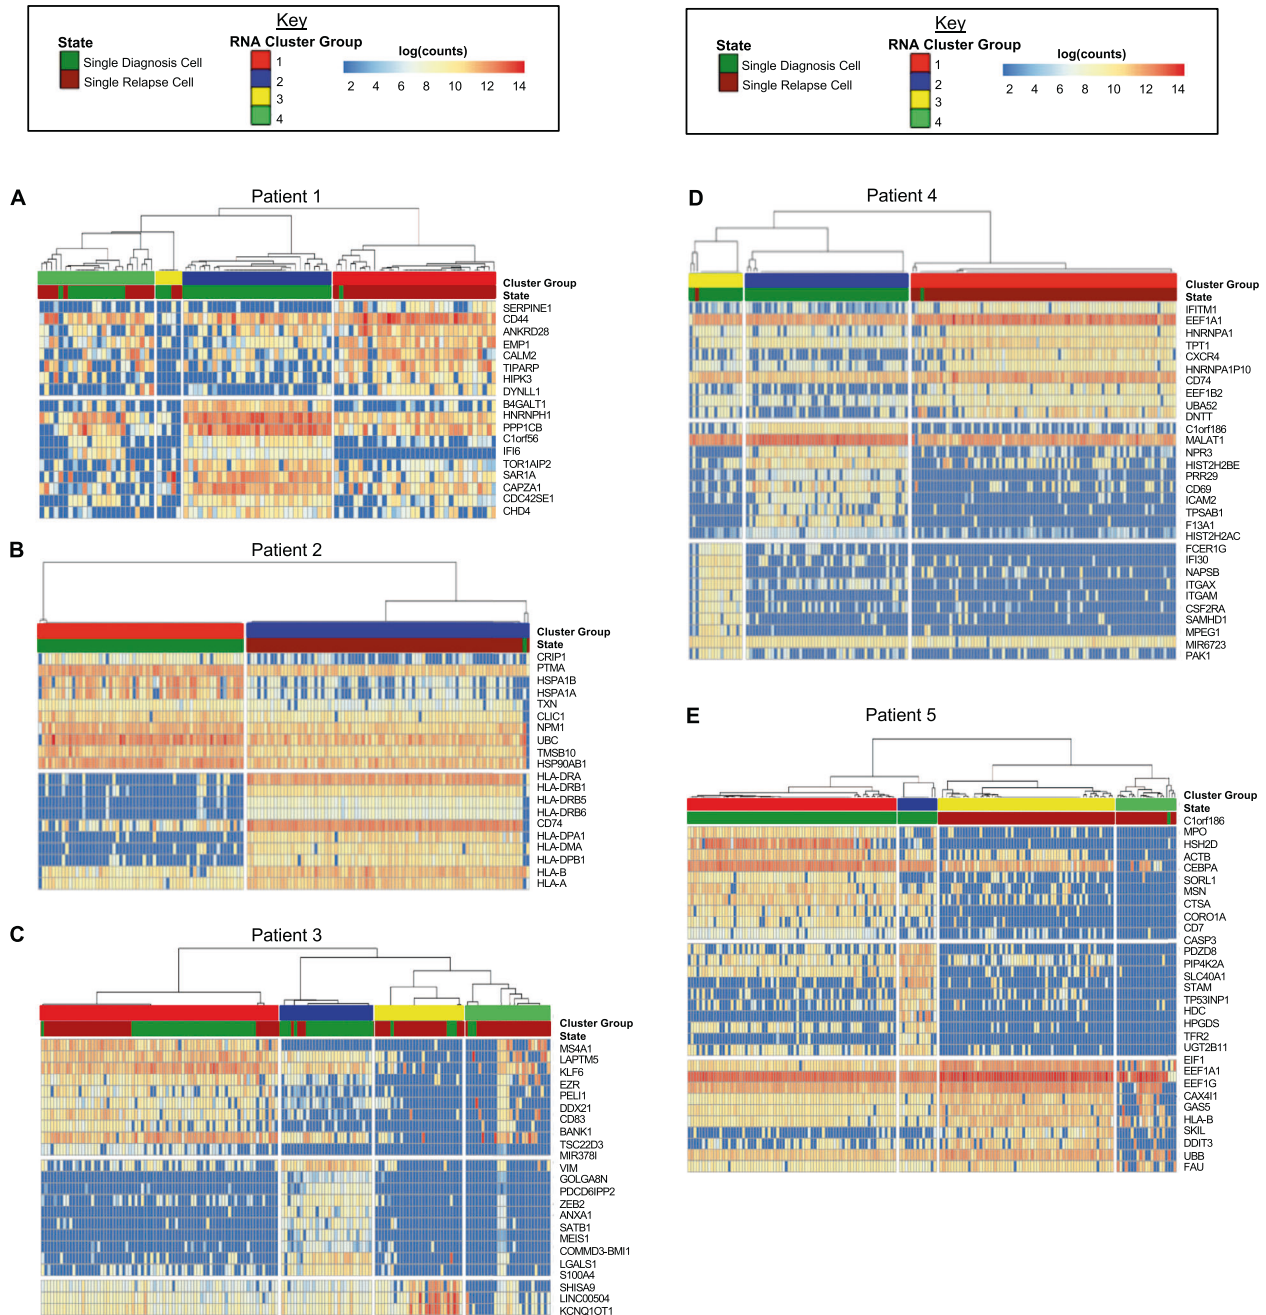 Key
State
Single Diagnosis Cell
Single Relapse Cell
RNA Cluster Group
1
2
3
4
log(counts)
2 4 6 8 10 12 14
Key
State
Single Diagnosis Cell
Single Relapse Cell
RNA Cluster Group
1
2
3
4
log(counts)
2 4 6 8 10 12 14
A
Patient 1
Cluster Group
State
SERPINE1
CD44
ANKRD28
EMP1
CALM2
TIPARP
HIPK3
DYNLL1
B4GALT1
HNRNPH1
PPP1CB
C1orf56
IFI6
TOR1AIP2
SAR1A
CAPZA1
CDC42SE1
CHD4
B
Patient 2
Cluster Group
State
CRIP1
PTMA
HSPA1B
HSPA1A
TXN
CLIC1
NPM1
UBC
TMSB10
HSP90AB1
HLA-DRA
HLA-DRB1
HLA-DRB5
HLA-DRB6
CD74
HLA-DPA1
HLA-DMA
HLA-DPB1
HLA-B
HLA-A
C
Patient 3
Cluster Group
State
MS4A1
LAPTM5
KLF6
EZR
PELI1
DDX21
CD83
BANK1
TSC22D3
MIR378I
VIM
GOLGA8N
PDCD6IPP2
ZEB2
ANXA1
SATB1
MEIS1
COMMD3-BMI1
LGALS1
S100A4
SHISA9
LINC00504
KCNQ1OT1
D
Patient 4
Cluster Group
State
IFITM1
EEF1A1
HNRNPA1
TPT1
CXCR4
HNRNPA1P10
CD74
EEF1B2
UBA52
DNTT
C1orf186
MALAT1
NPR3
HIST2H2BE
PRR29
CD69
ICAM2
TPSAB1
F13A1
HIST2H2AC
FCER1G
IFI30
NAPSB
ITGAX
ITGAM
CSF2RA
SAMHD1
MPEG1
MIR6723
PAK1
E
Patient 5
Cluster Group
State
C1orf186
MPO
HSH2D
ACTB
CEBPA
SORL1
MSN
CTSA
CORO1A
CD7
CASP3
PDZD8
PIP4K2A
SLC40A1
STAM
TP53INP1
HDC
HPGDS
TFR2
UGT2B11
EIF1
EEF1A1
EEF1G
CAX4I1
GAS5
HLA-B
SKIL
DDIT3
UBB
FAU